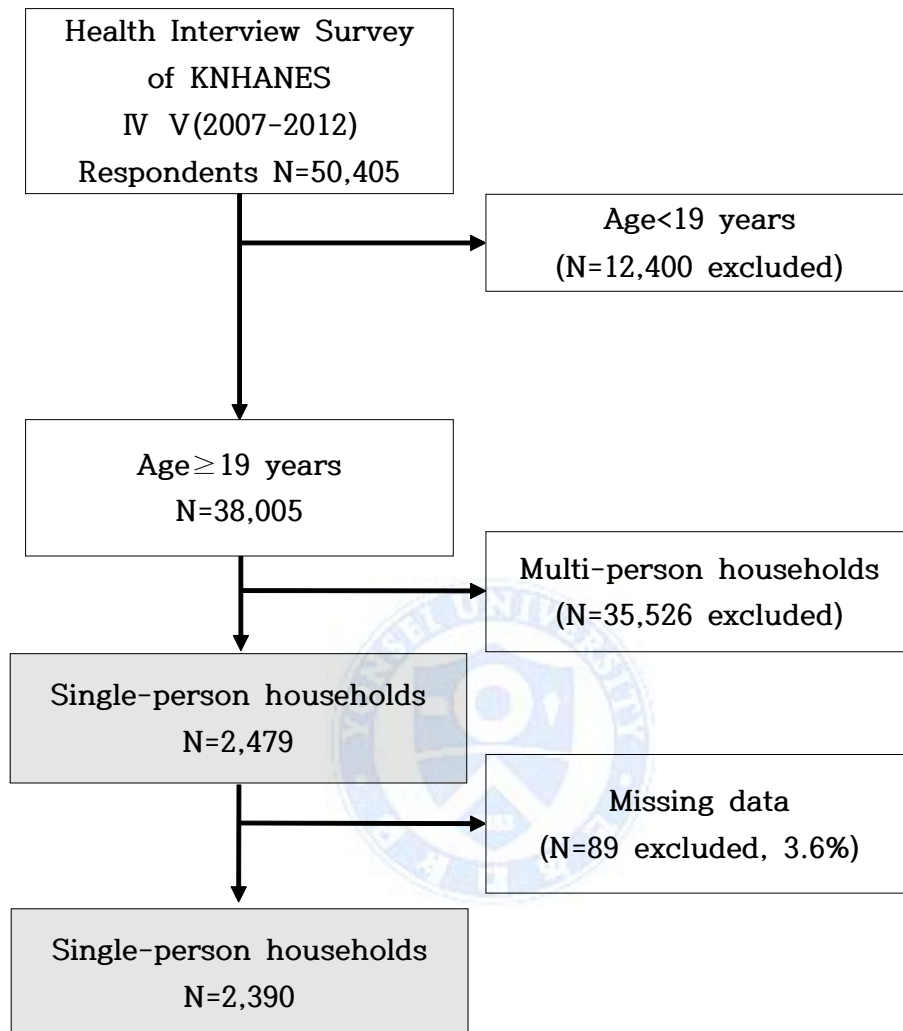 Health Interview Survey
of KNHANES
Ⅳ Ⅴ(2007-2012)
Respondents N=50,405
Age<19 years
(N=12,400 excluded)
Age≥19 years
N=38,005
Multi-person households
(N=35,526 excluded)
Single-person households
N=2,479
Missing data
(N=89 excluded, 3.6%)
Single-person households
N=2,390
YONSEI UNIVERSITY